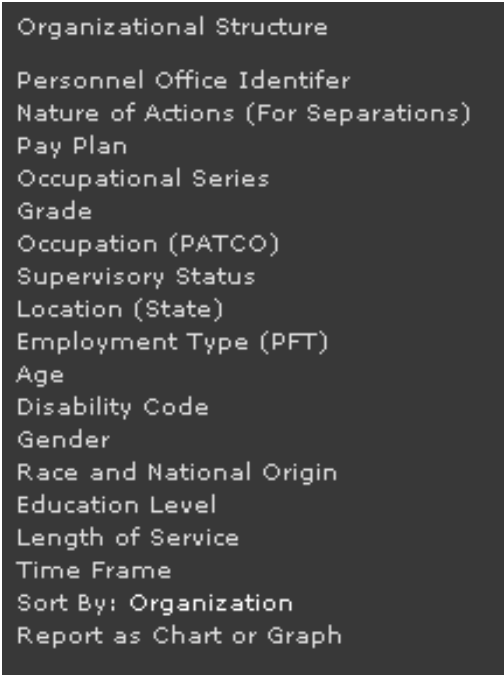 Organizational Structure
Personnel Office Identifer
Nature of Actions (For Separations)
Pay Plan
Occupational Series
Grade
Occupation (PATCO)
Supervisory Status
Location (State)
Employment Type (PFT)
Age
Disability Code
Gender
Race and National Origin
Education Level
Length of Service
Time Frame
Sort By: Organization
Report as Chart or Graph